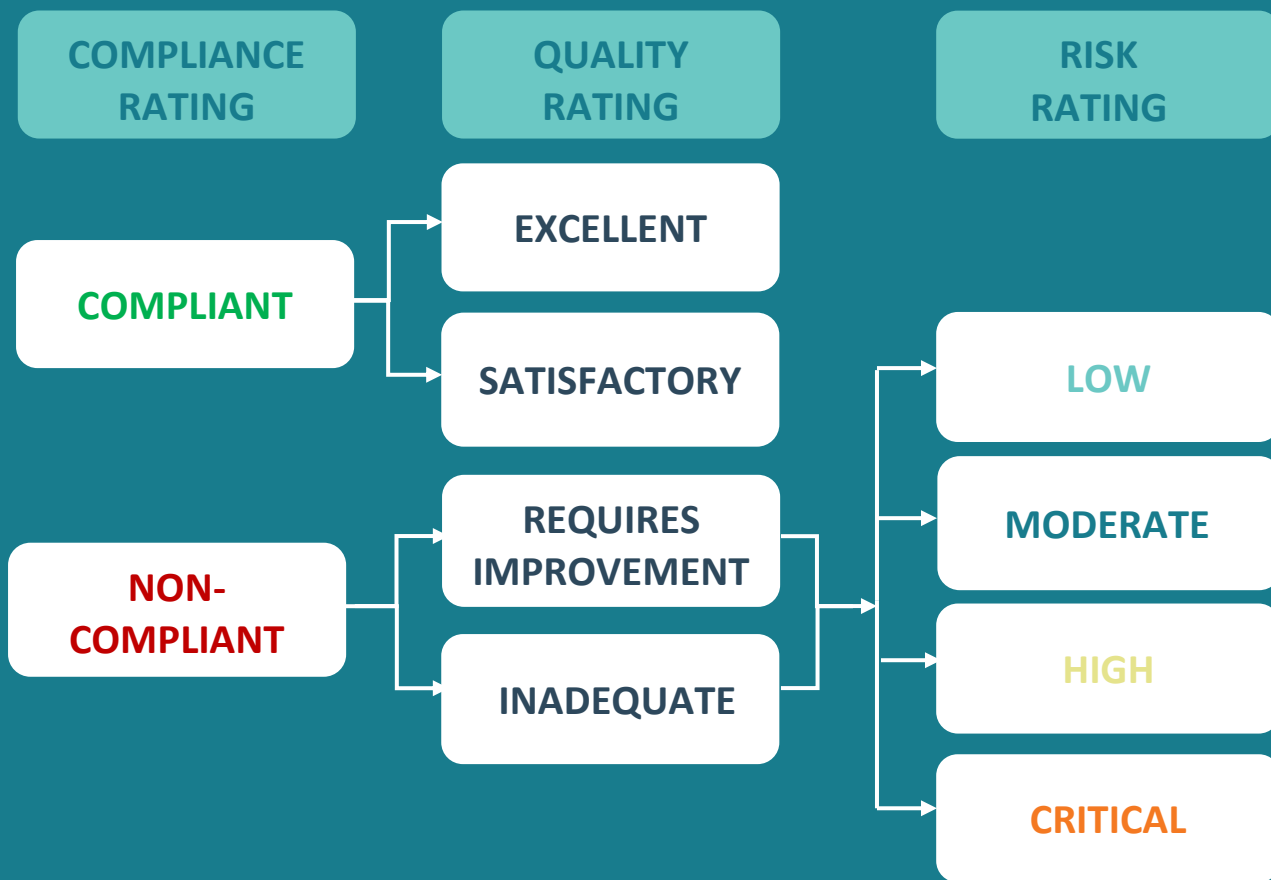 COMPLIANCE
RATING
QUALITY
RATING
RISK
RATING
COMPLIANT
EXCELLENT
SATISFACTORY
NON-
COMPLIANT
REQUIRES
IMPROVEMENT
INADEQUATE
LOW
MODERATE
HIGH
CRITICAL